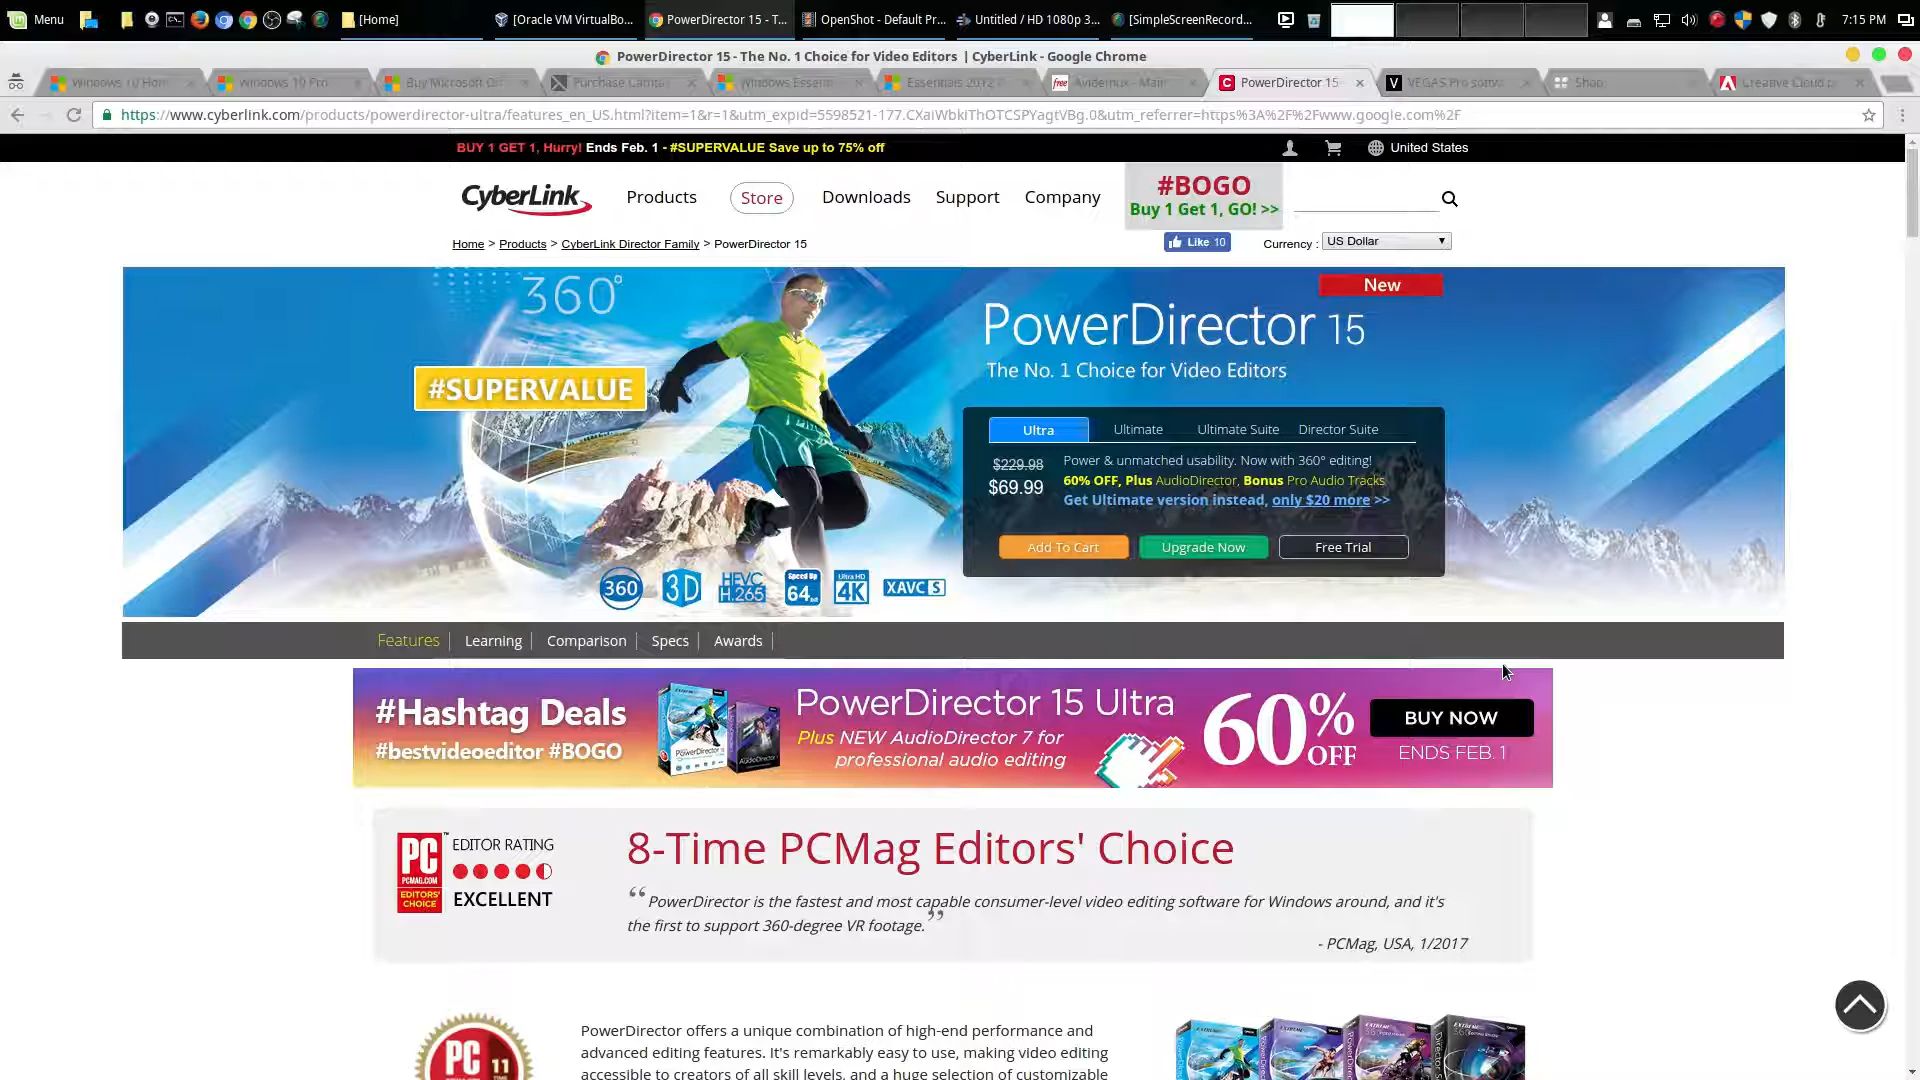 Menu
[Home]
[Oracle VM VirtualBo...
PowerDirector 15 - T...
OpenShot - Default Pr...
Untitled / HD 1080p 3...
[SimpleScreenRecord...
7:15 PM
PowerDirector 15 - The No. 1 Choice for Video Editors | CyberLink - Google Chrome
Windows 10 Hom
Windows 10 Pro
Buy Microsoft Of
Purchase Camta
Windows Essent
Essentials 2012 F
free
Avidemux - Main
C
PowerDirector 15
V
VEGAS Pro softw
Shop
Creative Cloud p
https://www.cyberlink.com/products/powerdirector-ultra/features_en_US.html?item=1&r=1&utm_expid=5598521-177.CXaiWbkiThOTCSPYagtVBg.0&utm_referrer=https%3A%2F%2Fwww.google.com%2F
BUY 1 GET 1, Hurry! Ends Feb. 1 - #SUPERVALUE Save up to 75% off
United States
CyberLink
Products
Store
Downloads
Support
Company
#BOGO
Buy 1 Get 1, GO! >>
Home > Products > CyberLink Director Family > PowerDirector 15
Like 10
Currency :
US Dollar
360°
New
PowerDirector 15
The No. 1 Choice for Video Editors
#SUPERVALUE
Ultra
Ultimate
Ultimate Suite
Director Suite
$229.98
$69.99
Power & unmatched usability. Now with 360° editing!
60% OFF, Plus AudioDirector, Bonus Pro Audio Tracks
Get Ultimate version instead, only $20 more >>
Add To Cart
Upgrade Now
Free Trial
360
3D
HEVC H.265
Speed Up 64bit
Ultra HD 4K
XAVC S
Features
Learning
Comparison
Specs
Awards
#Hashtag Deals
#bestvideoeditor #BOGO
PowerDirector 15 Ultra
Plus NEW AudioDirector 7 for
professional audio editing
60% OFF
BUY NOW
ENDS FEB. 1
PC
PCMAG.COM
EDITORS' CHOICE
EDITOR RATING
EXCELLENT
8-Time PCMag Editors' Choice
“ PowerDirector is the fastest and most capable consumer-level video editing software for Windows around, and it's
the first to support 360-degree VR footage. ”
- PCMag, USA, 1/2017
PC
11
PowerDirector offers a unique combination of high-end performance and
advanced editing features. It's remarkably easy to use, making video editing
accessible to creators of all skill levels, and a huge selection of customizable